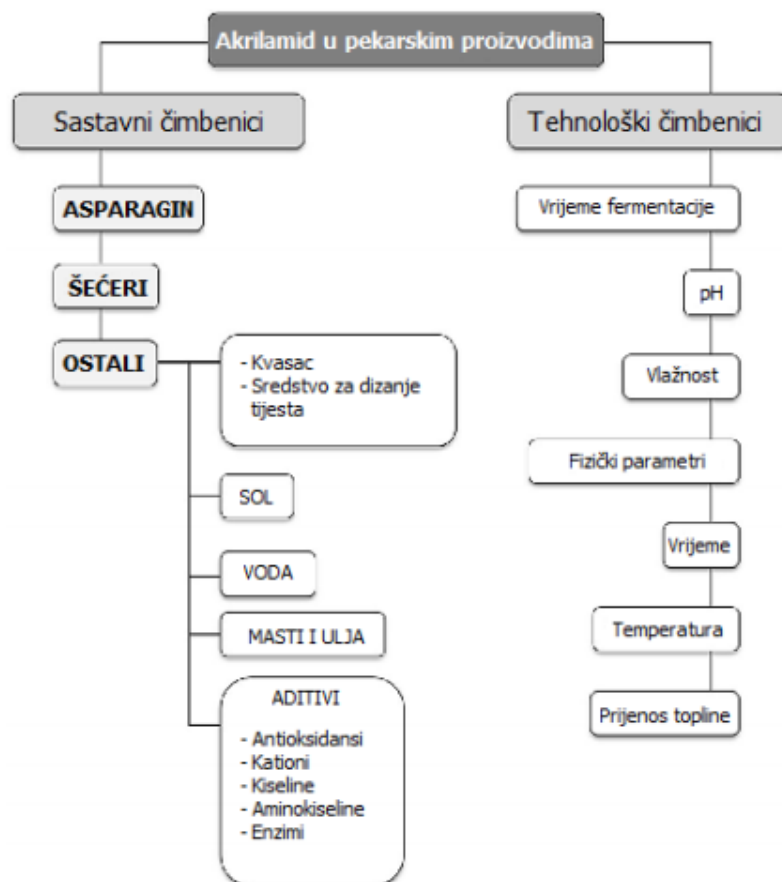 Akrilamid u pekarskim proizvodima
Sastavni čimbenici
ASPARAGIN
ŠEĆERI
OSTALI
- Kvasac
- Sredstvo za dizanje
tijesta
SOL
VODA
MASTI I ULJA
ADITIVI
- Antioksidansi
- Kationi
- Kiseline
- Aminokiseline
- Enzimi
Tehnološki čimbenici
Vrijeme fermentacije
pH
Vlažnost
Fizički parametri
Vrijeme
Temperatura
Prijenos topline